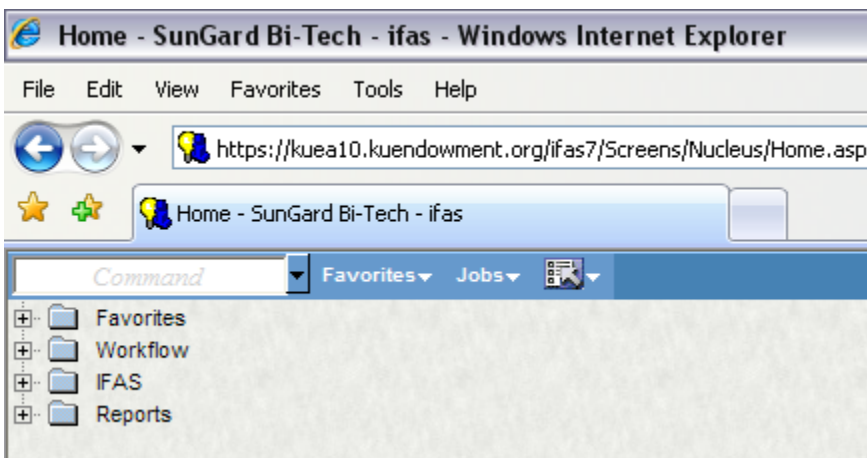 Home - SunGard Bi-Tech - ifas - Windows Internet Explorer
File Edit View Favorites Tools Help
https://kuea10.kuendowment.org/ifas7/Screens/Nucleus/Home.asp
Home - SunGard Bi-Tech - ifas
Command Favorites Jobs
Favorites
Workflow
IFAS
Reports